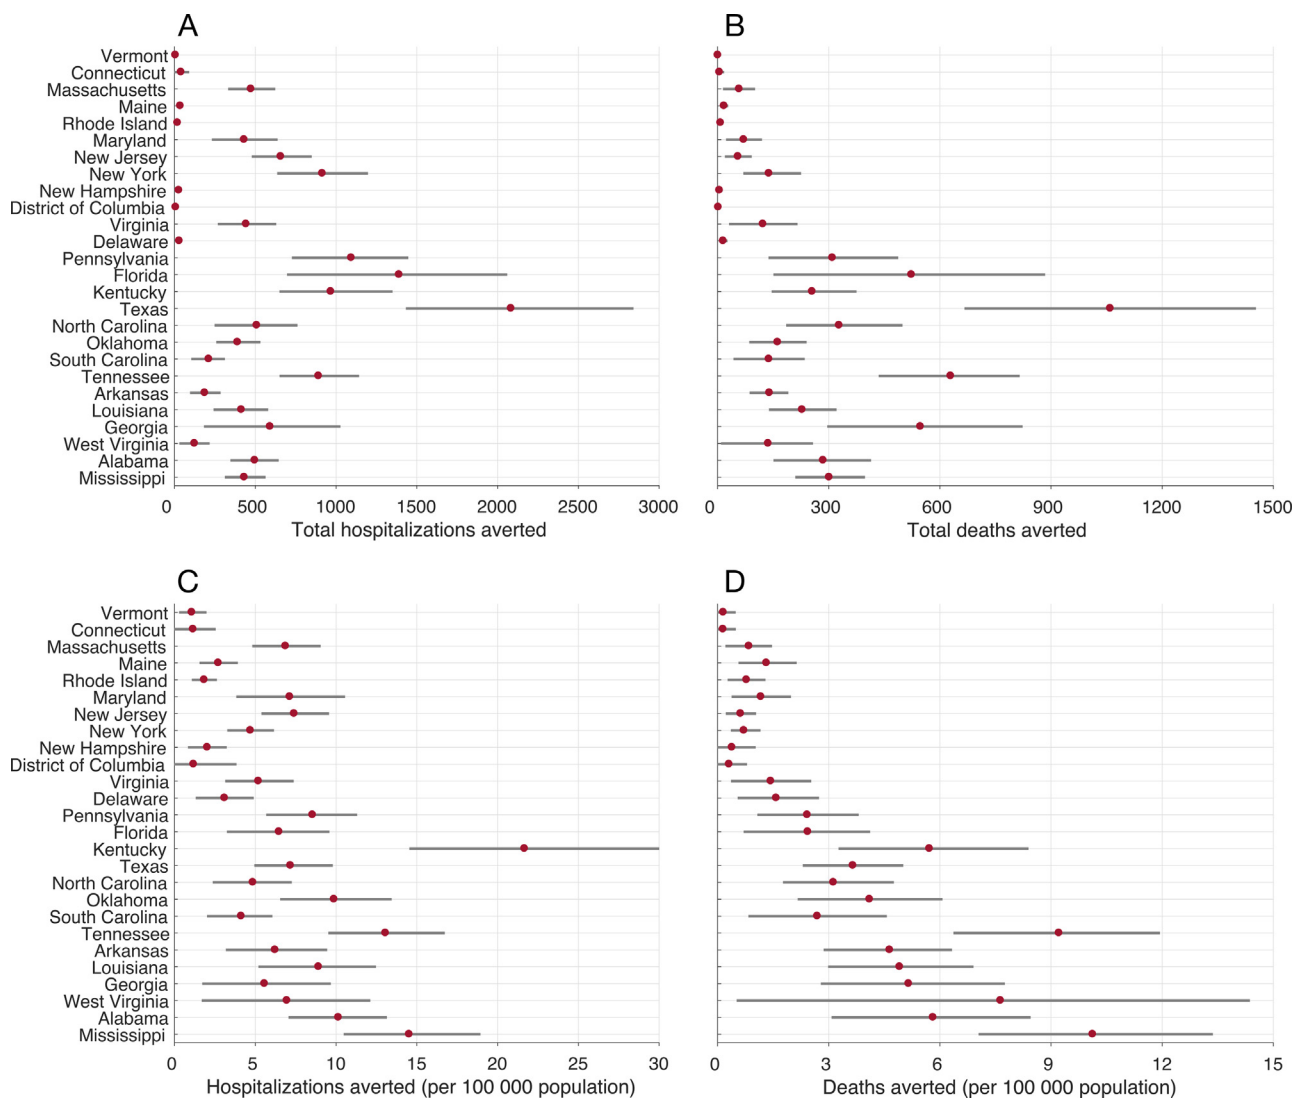 A
B
Vermont
Connecticut
Massachusetts
Maine
Rhode Island
Maryland
New Jersey
New York
New Hampshire
District of Columbia
Virginia
Delaware
Pennsylvania
Florida
Kentucky
Texas
North Carolina
Oklahoma
South Carolina
Tennessee
Arkansas
Louisiana
Georgia
West Virginia
Alabama
Mississippi
0 500 1000 1500 2000 2500 3000
Total hospitalizations averted
0 300 600 900 1200 1500
Total deaths averted
C
D
Vermont
Connecticut
Massachusetts
Maine
Rhode Island
Maryland
New Jersey
New York
New Hampshire
District of Columbia
Virginia
Delaware
Pennsylvania
Florida
Kentucky
Texas
North Carolina
Oklahoma
South Carolina
Tennessee
Arkansas
Louisiana
Georgia
West Virginia
Alabama
Mississippi
0 5 10 15 20 25 30
Hospitalizations averted (per 100 000 population)
0 3 6 9 12 15
Deaths averted (per 100 000 population)